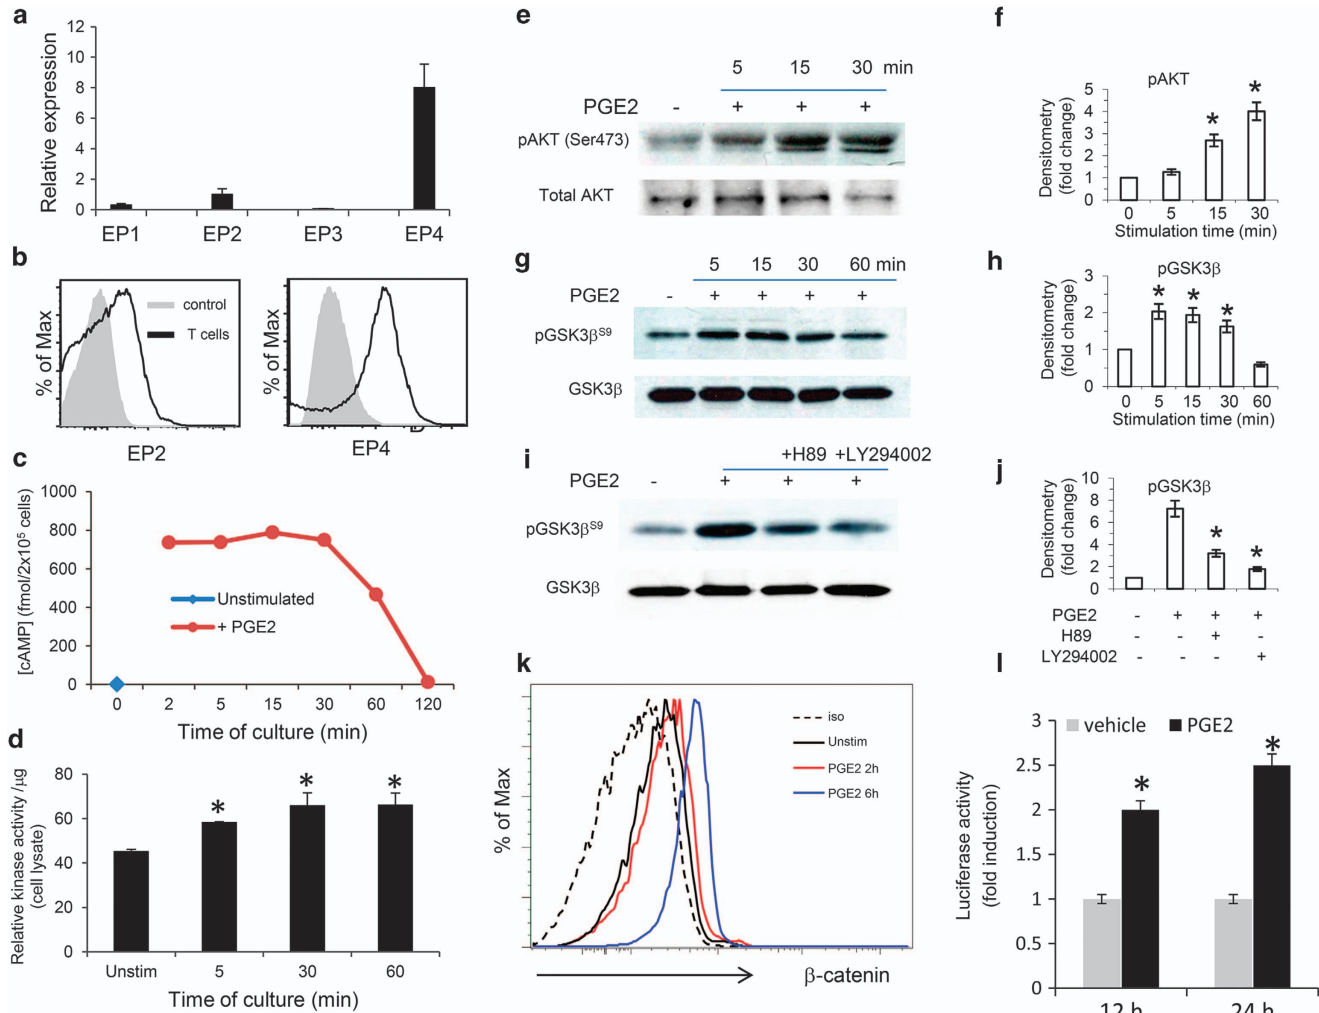 a
Relative expression
12
10
8
6
4
2
0
EP1 EP2 EP3 EP4
b
% of Max
control
T cells
EP2
% of Max
EP4
c
[cAMP] (fmol/2x10⁵ cells)
1000
800
600
400
200
0
Unstimulated
+ PGE2
0 2 5 15 30 60 120
Time of culture (min)
d
Relative kinase activity /µg
(cell lysate)
80
60
40
20
0
* * *
Unstim 5 30 60
Time of culture (min)
e
5 15 30 min
PGE2 - + + +
pAKT (Ser473)
Total AKT
f
pAKT
Densitometry
(fold change)
5
4
3
2
1
0
* *
0 5 15 30
Stimulation time (min)
g
5 15 30 60 min
PGE2 - + + + +
pGSK3βS9
GSK3β
h
pGSK3β
Densitometry
(fold change)
3
2
1
0
* * *
0 5 15 30 60
Stimulation time (min)
i
+H89 +LY294002
PGE2 - + + +
pGSK3βS9
GSK3β
j
pGSK3β
Densitometry
(fold change)
10
8
6
4
2
0
* *
PGE2 - + + +
H89 - - + -
LY294002 - - - +
k
% of Max
iso
Unstim
PGE2 2h
PGE2 6h
β-catenin
l
vehicle PGE2
Luciferase activity
(fold induction)
3
2.5
2
1.5
1
0.5
0
* *
12 h 24 h